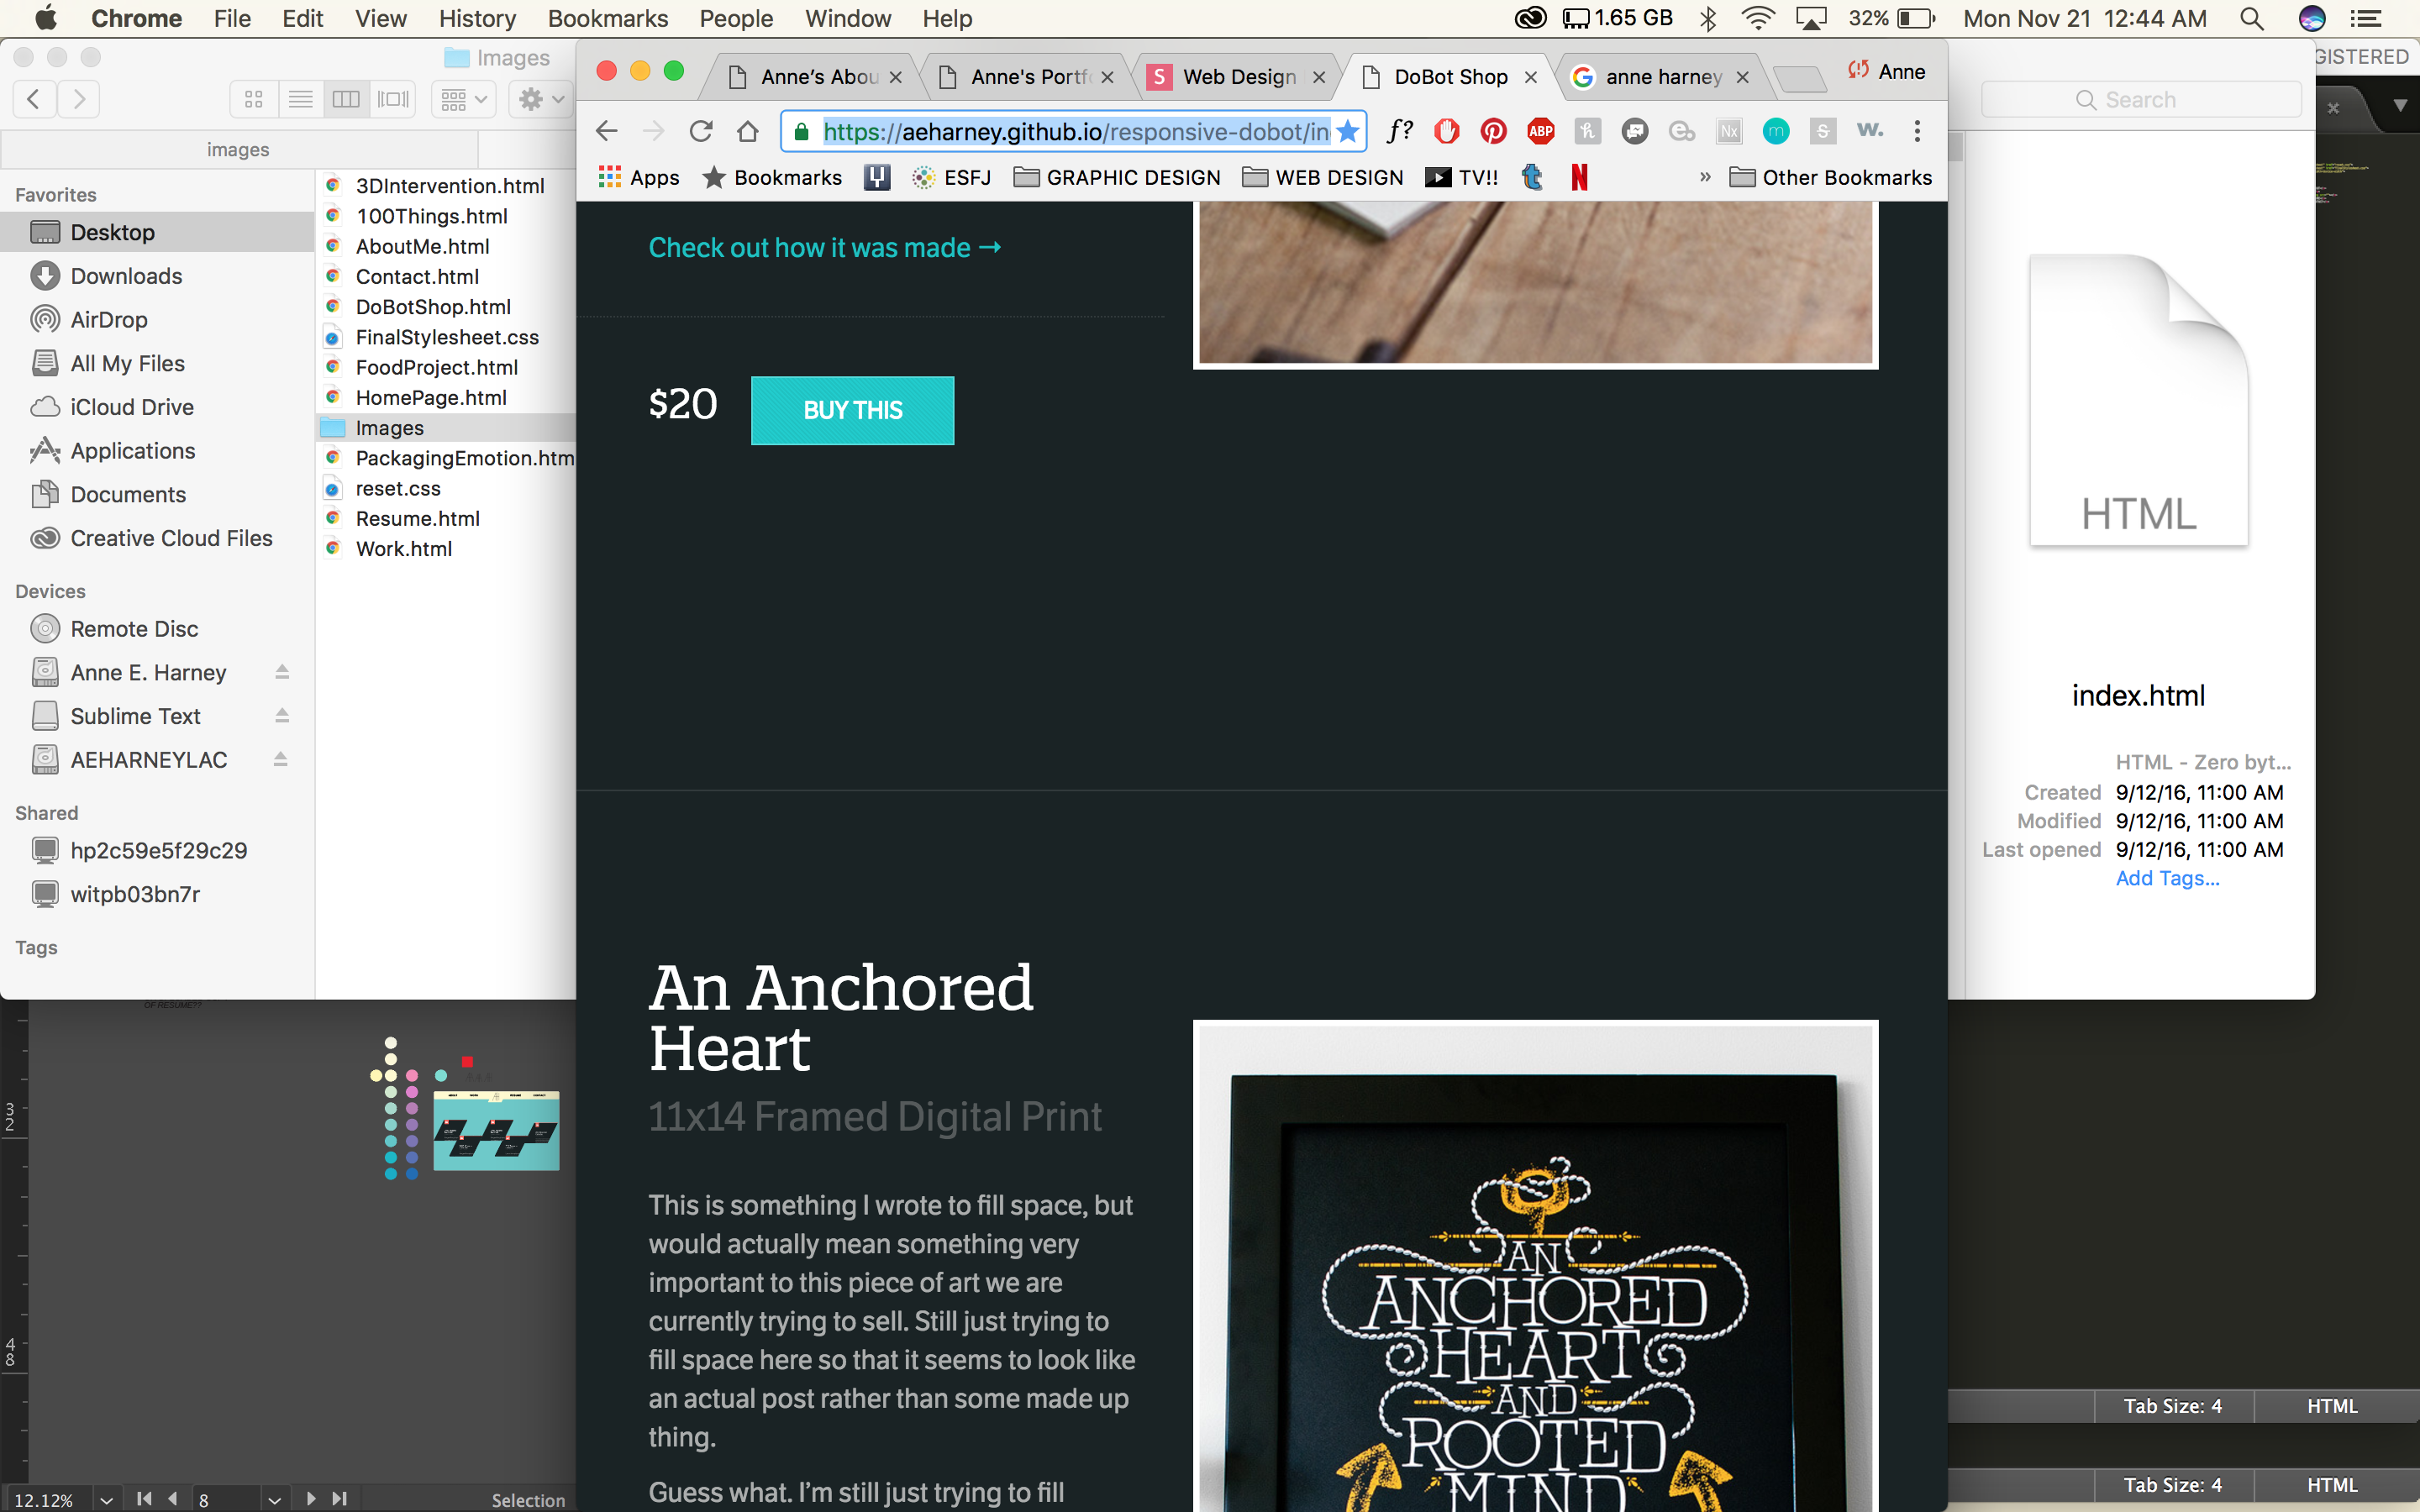 Chrome File Edit View History Bookmarks People Window Help
1.65 GB 32% Mon Nov 21 12:44 AM
Images
images
Favorites
Desktop
Downloads
AirDrop
All My Files
iCloud Drive
Applications
Documents
Creative Cloud Files
Devices
Remote Disc
Anne E. Harney
Sublime Text
AEHARNEYLAC
Shared
hp2c59e5f29c29
witpb03bn7r
Tags
3DIntervention.html
100Things.html
AboutMe.html
Contact.html
DoBotShop.html
FinalStylesheet.css
FoodProject.html
HomePage.html
Images
PackagingEmotion.htm
reset.css
Resume.html
Work.html
OF RESUME??
3
2
4
8
12.12% 8 Selection
Anne's Abou Anne's Portf S Web Design DoBot Shop anne harney Anne
https://aeharney.github.io/responsive-dobot/in
f? ABP h Nx m S w.
Apps Bookmarks ESFJ GRAPHIC DESIGN WEB DESIGN TV!! t N » Other Bookmarks
Check out how it was made →
$20 BUY THIS
An Anchored
Heart
11x14 Framed Digital Print
This is something I wrote to fill space, but
would actually mean something very
important to this piece of art we are
currently trying to sell. Still just trying to
fill space here so that it seems to look like
an actual post rather than some made up
thing.
Guess what. I'm still just trying to fill
AN
ANCHORED
HEART
AND
ROOTED
MIND
GISTERED
Search
HTML
index.html
HTML - Zero byt...
Created 9/12/16, 11:00 AM
Modified 9/12/16, 11:00 AM
Last opened 9/12/16, 11:00 AM
Add Tags...
Tab Size: 4 HTML
Tab Size: 4 HTML